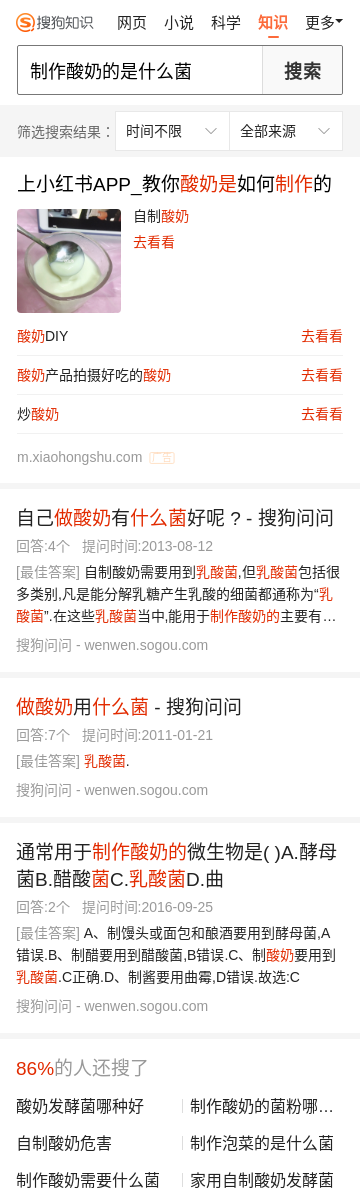 搜狗知识 网页 小说 科学 知识 更多
制作酸奶的是什么菌 搜索
筛选搜索结果： 时间不限 全部来源
上小红书APP_教你酸奶是如何制作的
自制酸奶
去看看
酸奶DIY 去看看
酸奶产品拍摄好吃的酸奶 去看看
炒酸奶 去看看
m.xiaohongshu.com 广告
自己做酸奶有什么菌好呢？- 搜狗问问
回答:4个 提问时间:2013-08-12
[最佳答案] 自制酸奶需要用到乳酸菌,但乳酸菌包括很
多类别,凡是能分解乳糖产生乳酸的细菌都通称为“乳
酸菌”.在这些乳酸菌当中,能用于制作酸奶的主要有…
搜狗问问 - wenwen.sogou.com
做酸奶用什么菌 - 搜狗问问
回答:7个 提问时间:2011-01-21
[最佳答案] 乳酸菌.
搜狗问问 - wenwen.sogou.com
通常用于制作酸奶的微生物是( )A.酵母
菌B.醋酸菌C.乳酸菌D.曲
回答:2个 提问时间:2016-09-25
[最佳答案] A、制馒头或面包和酿酒要用到酵母菌,A
错误.B、制醋要用到醋酸菌,B错误.C、制酸奶要用到
乳酸菌.C正确.D、制酱要用曲霉,D错误.故选:C
搜狗问问 - wenwen.sogou.com
86%的人还搜了
酸奶发酵菌哪种好 制作酸奶的菌粉哪…
自制酸奶危害 制作泡菜的是什么菌
制作酸奶需要什么菌 家用自制酸奶发酵菌